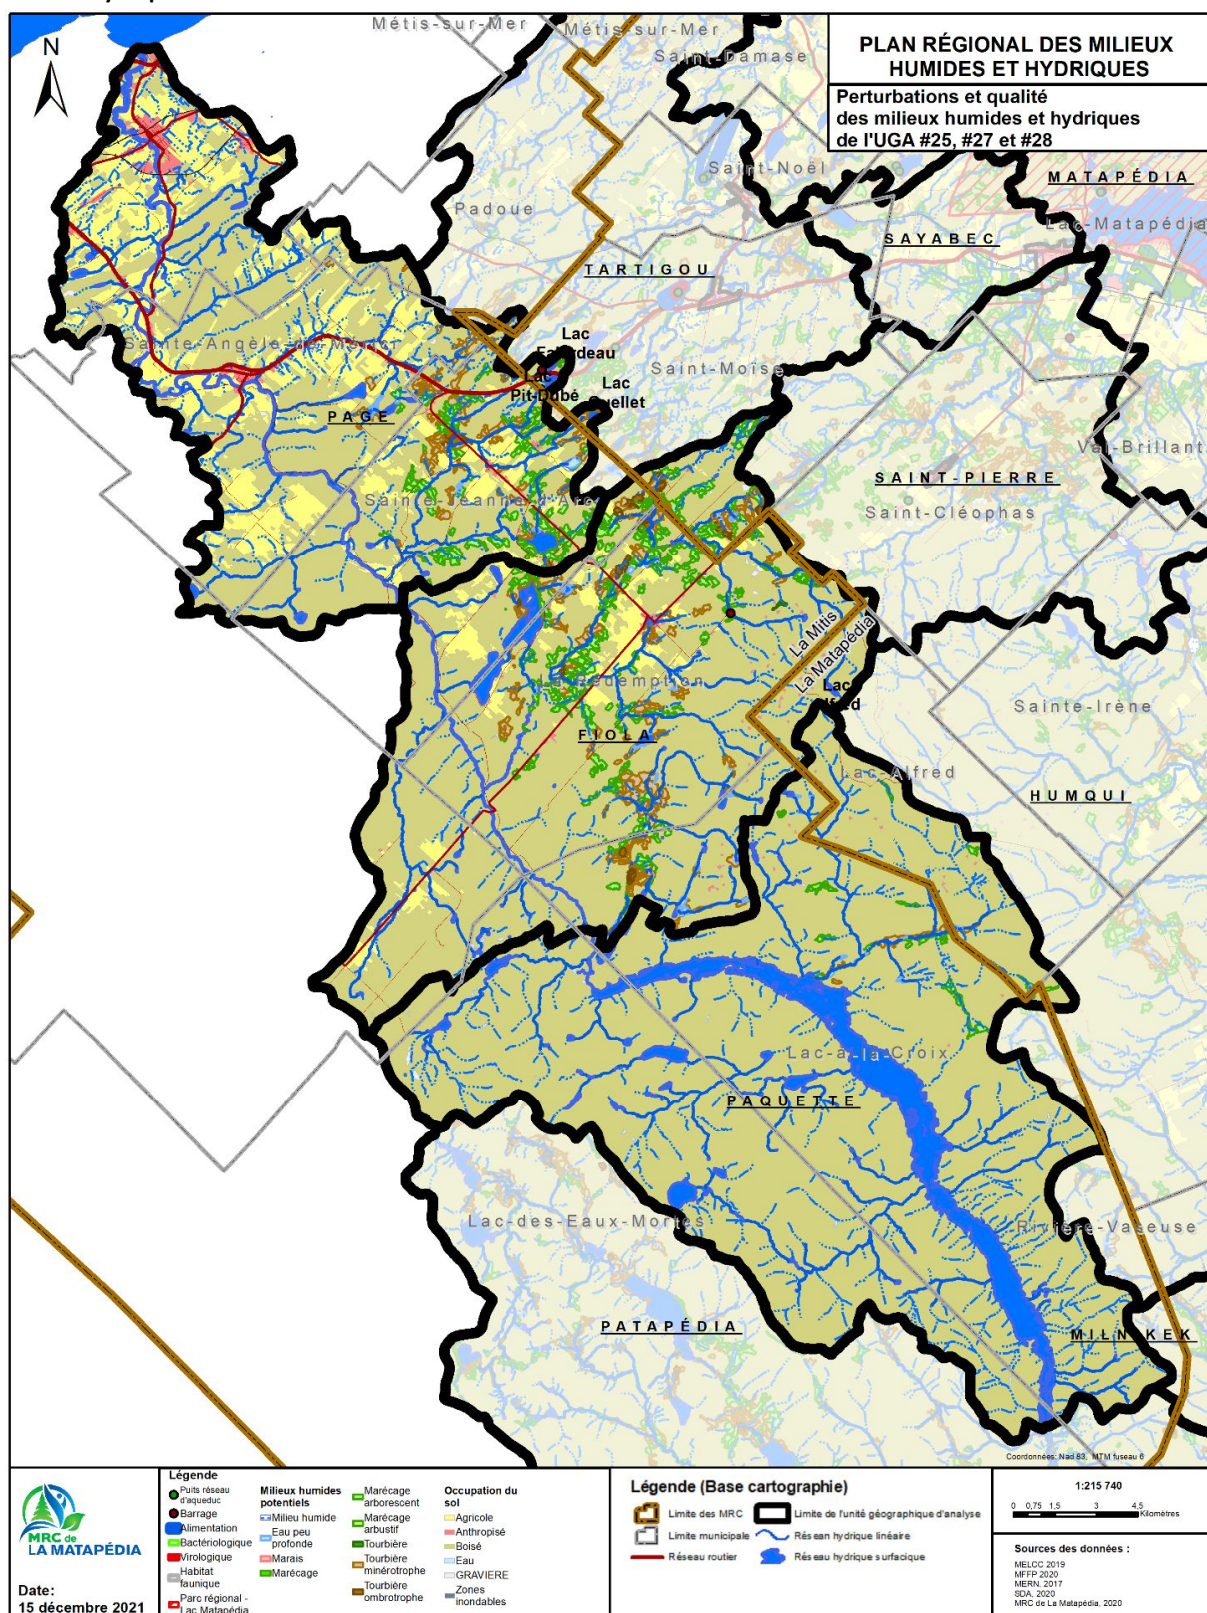 PLAN RÉGIONAL DES MILIEUX
HUMIDES ET HYDRIQUES
Perturbations et qualité
des milieux humides et hydriques
de l'UGA #25, #27 et #28
N
Métis-sur-Mer
Métis-sur-Mer
Saint-Damase
Saint-Noël
MATAPÉDIA
Padoue
Lac-Matapédia
SAYABEC
TARTIGOU
Sainte-Angèle-de-Mérici
Lac
Lac
Pit-Dubé
Lac
Saint-Moïse
PAGE
Val-Brillant
SAINT-PIERRE
Sainte-Jeanne-d'Arc
Saint-Cléophas
La Mitis
La Matapédia
La Rédemption
Lac
Sainte-Irène
FIOLA
Lac-Alfred
HUMQUI
Lac-à-la-Croix
PAQUETTE
Lac-des-Eaux-Mortes
Rivière-Vaseuse
PATAPÉDIA
Coordonnées: Nad 83, MTM fuseau 6
MRC de
LA MATAPÉDIA
Date:
15 décembre 2021
Légende
Puits réseau
d'aqueduc
Barrage
Alimentation
Bactériologique
Virologique
Habitat
faunique
Parc régional -
Lac Matapédia
Milieux humides
potentiels
Milieu humide
Eau peu
profonde
Marais
Marécage
Marécage
arborescent
Marécage
arbustif
Tourbière
Tourbière
minérotrophe
Tourbière
ombrotrophe
Occupation du
sol
Agricole
Anthropisé
Boisé
Eau
GRAVIERE
Zones
inondables
Légende (Base cartographie)
Limite des MRC
Limite municipale
Réseau routier
Limite de l'unité géographique d'analyse
Réseau hydrique linéaire
Réseau hydrique surfacique
1:215 740
0 0,75 1,5 3 4,5
Kilomètres
Sources des données :
MELCC 2019
MFFP 2020
MERN, 2017
SDA, 2020
MRC de La Matapédia, 2020